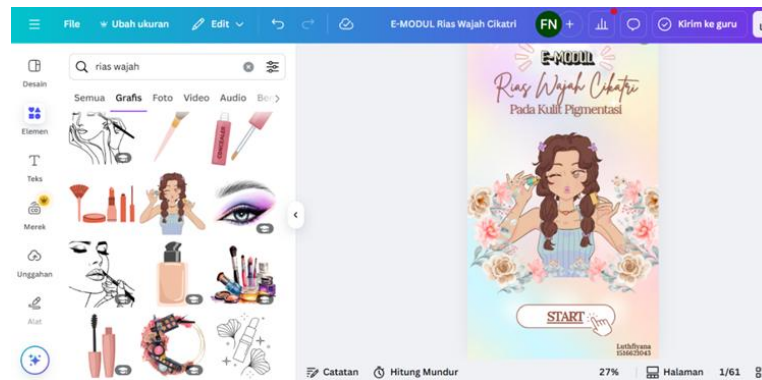 File
Ubah ukuran
Edit
E-MODUL Rias Wajah Cikatri
FN
+
Kirim ke guru
Desain
Elemen
Teks
Merek
Unggahan
Alat
rias wajah
Semua Grafis Foto Video Audio
CONCEALER
E-MODUL
Rias Wajah Cikatri
Pada Kulit Pigmentasi
START
Luthfiyana
1516625043
Catatan
Hitung Mundur
27%
Halaman
1/61